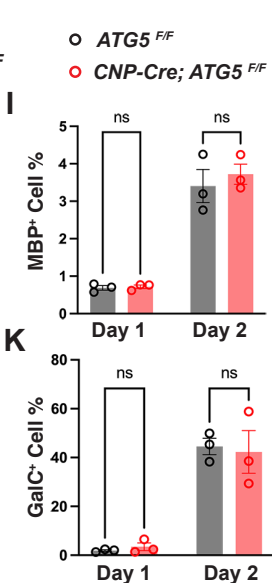 ATG5 F/F
F
CNP-Cre; ATG5 F/F
I
ns
ns
5
4
3
2
1
0
MBP+ Cell %
Day 1
Day 2
K
80
60
40
20
0
ns
ns
GalC+ Cell %
Day 1
Day 2